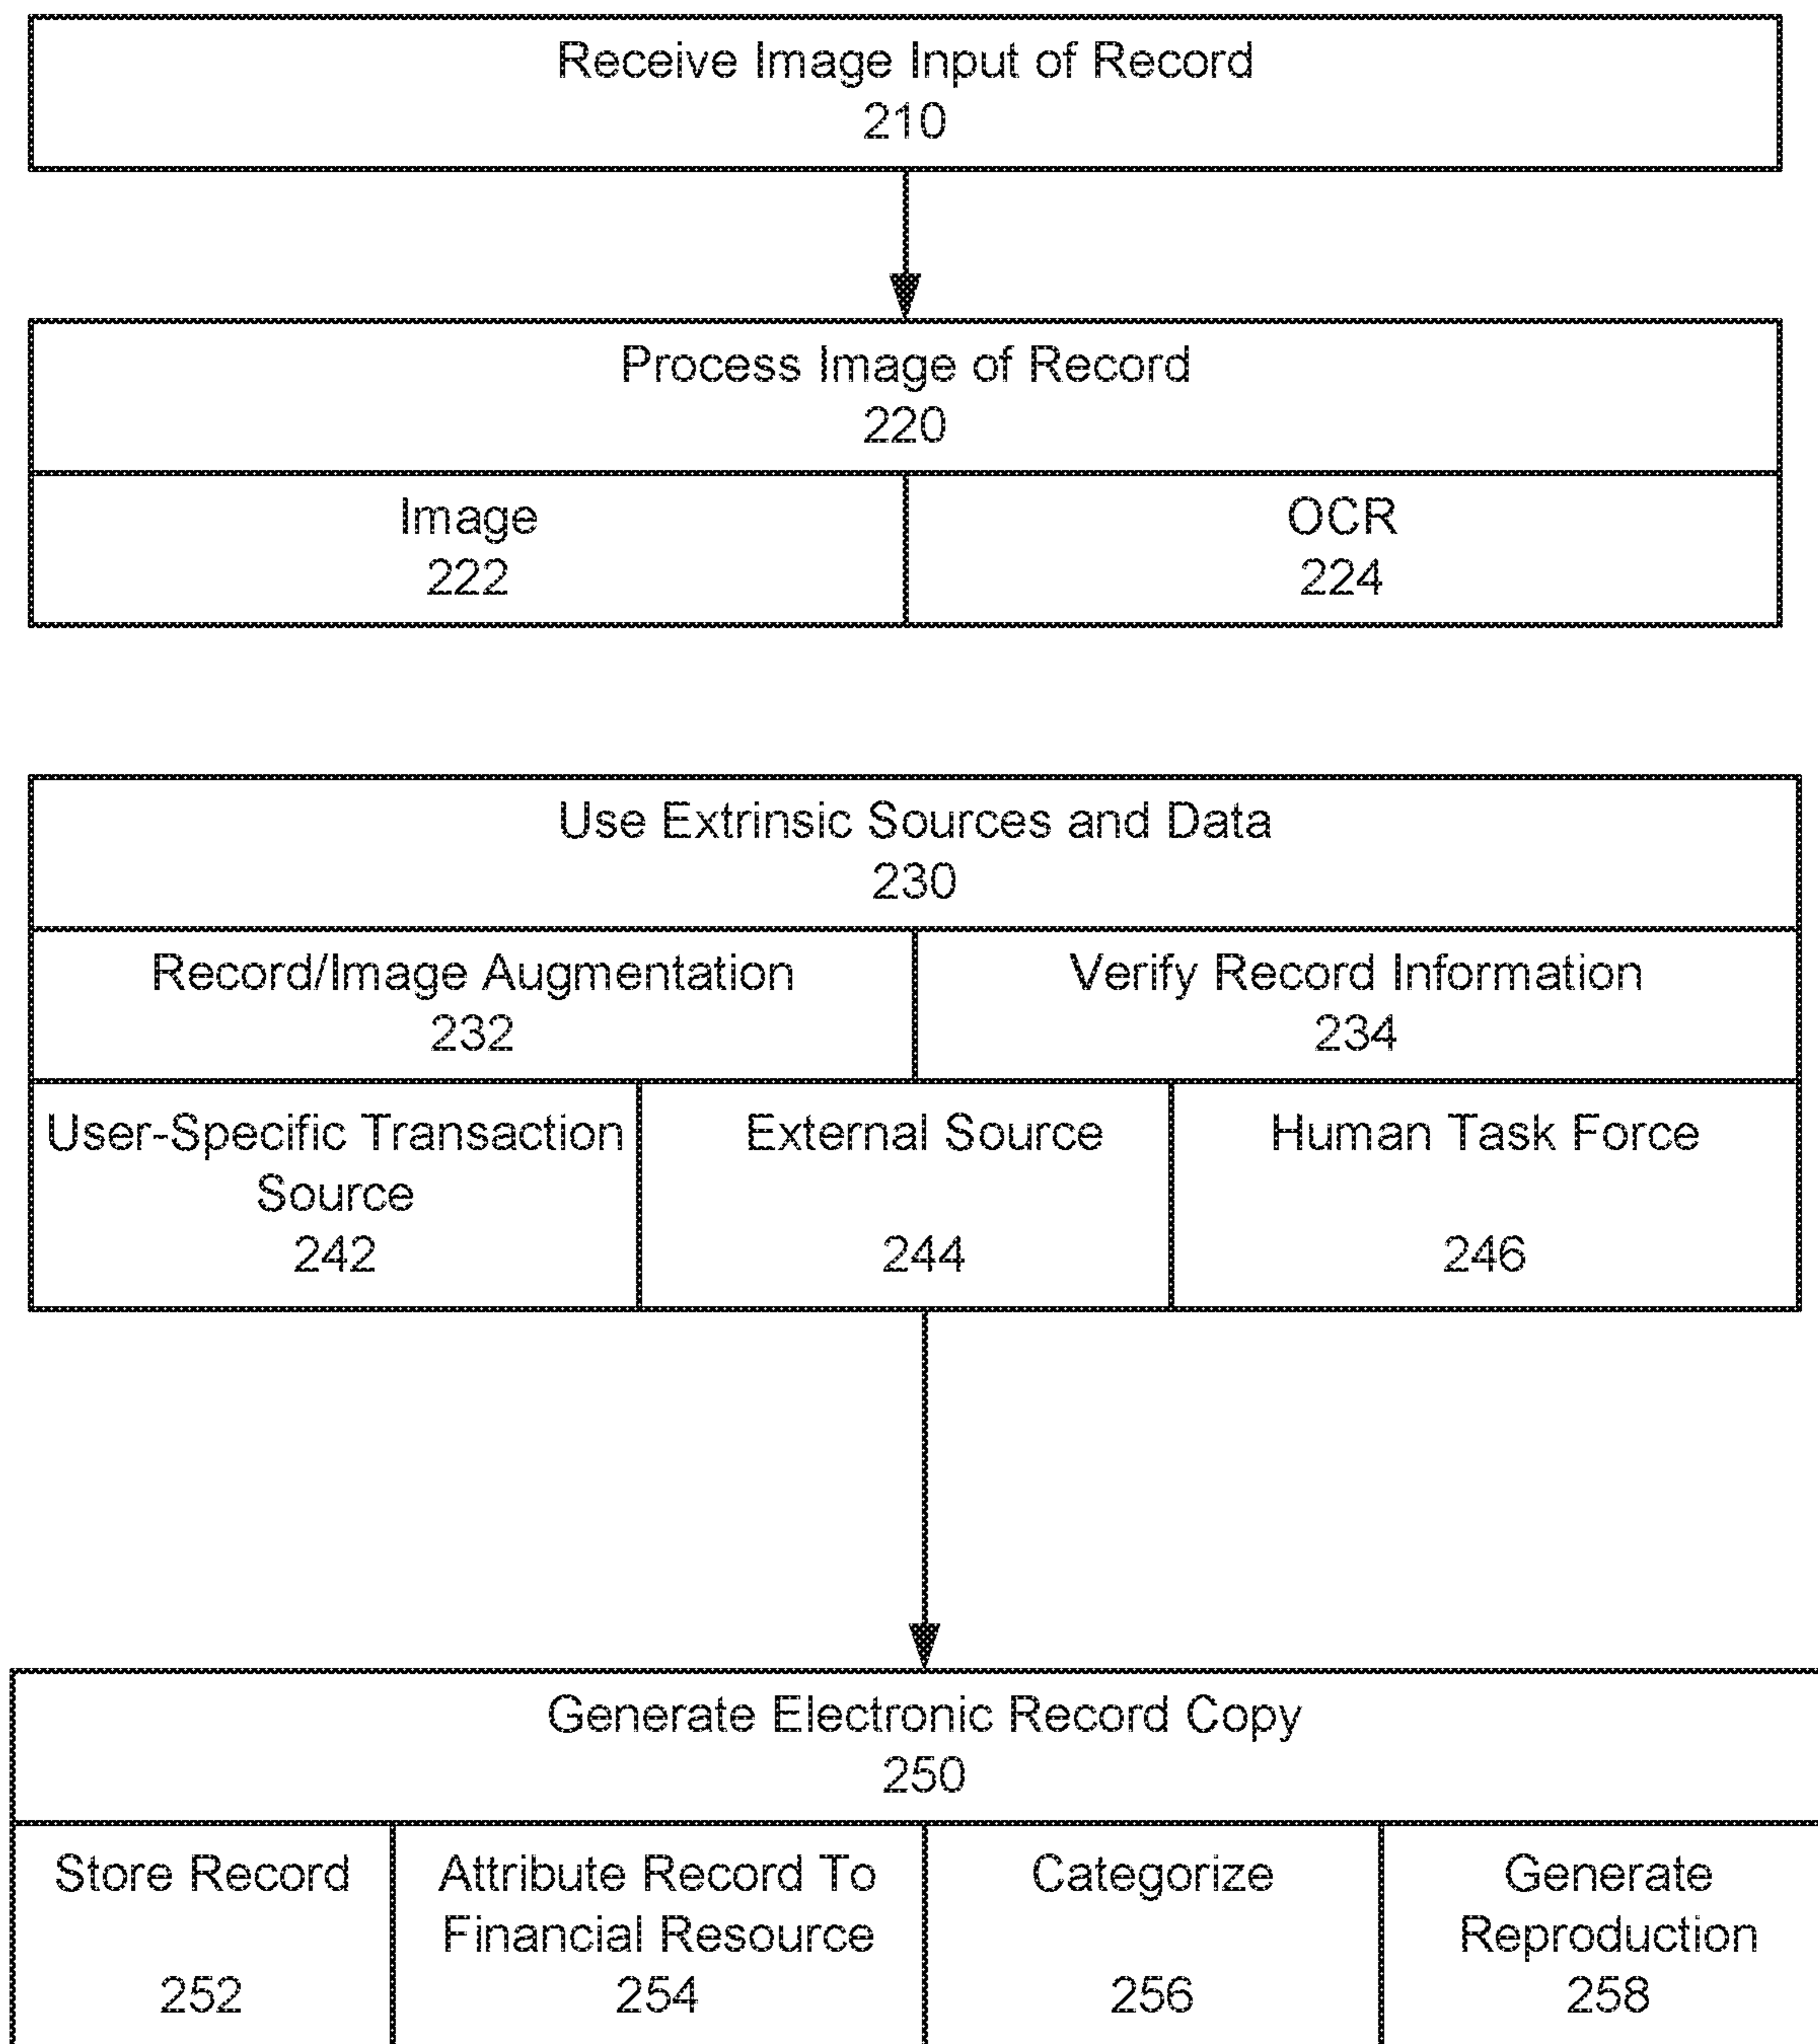 Receive Image Input of Record
210
Process Image of Record
220
Image
222
OCR
224
Use Extrinsic Sources and Data
230
Record/Image Augmentation
232
Verify Record Information
234
User-Specific Transaction
Source
242
External Source
244
Human Task Force
246
Generate Electronic Record Copy
250
Store Record
252
Attribute Record To
Financial Resource
254
Categorize
256
Generate
Reproduction
258